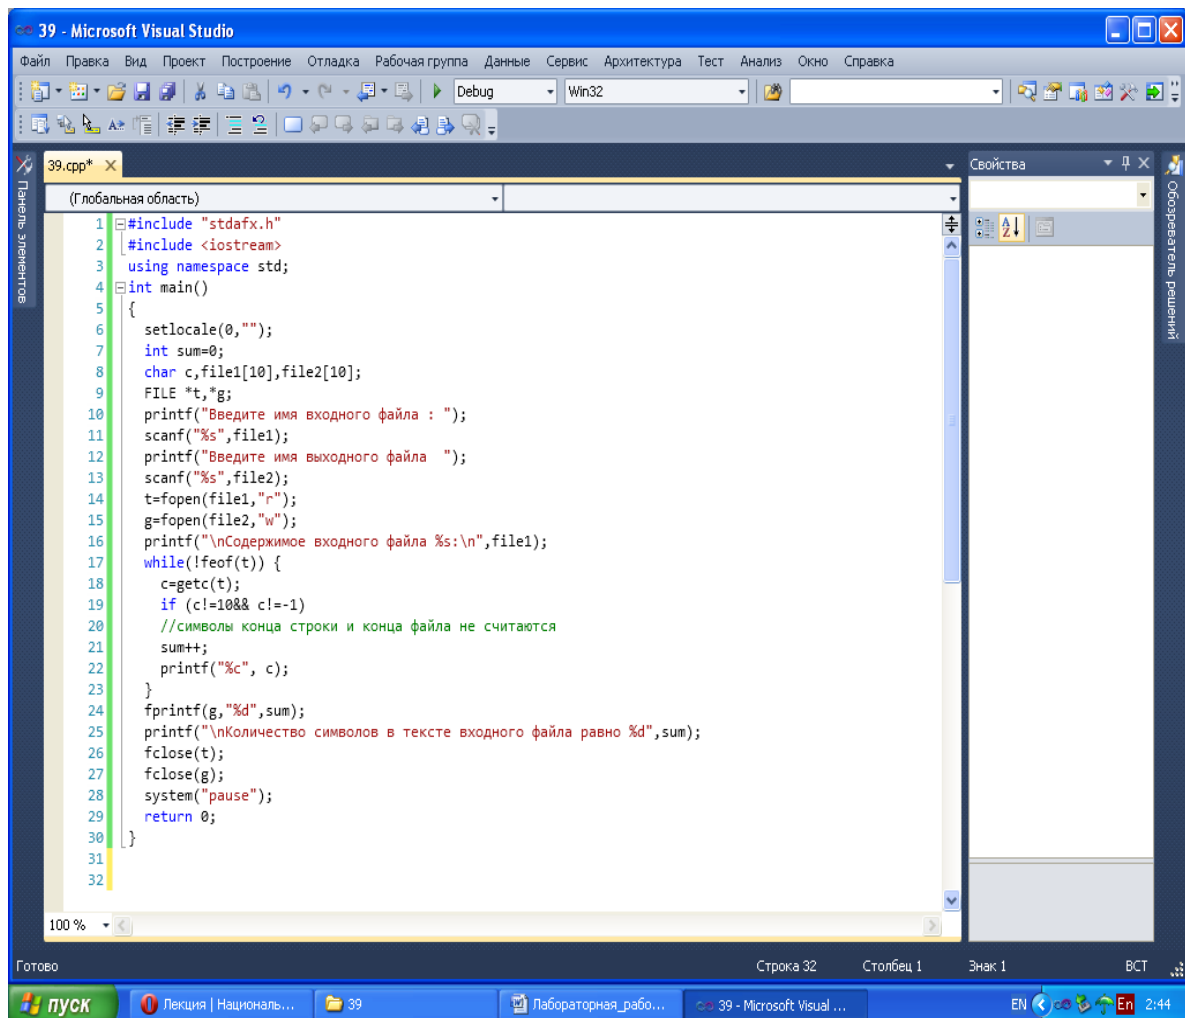 39 - Microsoft Visual Studio
Файл Правка Вид Проект Построение Отладка Рабочая группа Данные Сервис Архитектура Тест Анализ Окно Справка
Debug Win32
Панель элементов
39.cpp*
(Глобальная область)
1 #include "stdafx.h"
2 #include <iostream>
3 using namespace std;
4 int main()
5 {
6 setlocale(0,"");
7 int sum=0;
8 char c,file1[10],file2[10];
9 FILE *t,*g;
10 printf("Введите имя входного файла : ");
11 scanf("%s",file1);
12 printf("Введите имя выходного файла  ");
13 scanf("%s",file2);
14 t=fopen(file1,"r");
15 g=fopen(file2,"w");
16 printf("\nСодержимое входного файла %s:\n",file1);
17 while(!feof(t)) {
18 c=getc(t);
19 if (c!=10&& c!=-1)
20 //символы конца строки и конца файла не считаются
21 sum++;
22 printf("%c", c);
23 }
24 fprintf(g,"%d",sum);
25 printf("\nКоличество символов в тексте входного файла равно %d",sum);
26 fclose(t);
27 fclose(g);
28 system("pause");
29 return 0;
30 }
31
32
100 %
Свойства
Обозреватель решений
Готово Строка 32 Столбец 1 Знак 1 ВСТ
пуск Лекция | Националь... 39 Лабораторная_рабо... 39 - Microsoft Visual ... EN En 2:44